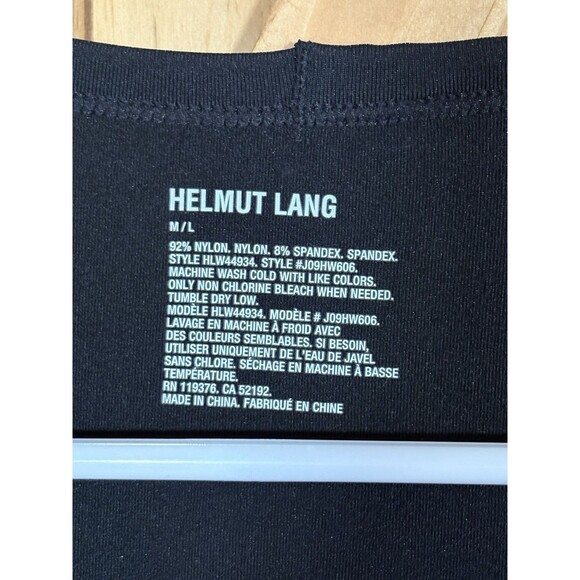 HELMUT LANG
M / L
92% NYLON. NYLON. 8% SPANDEX. SPANDEX.
STYLE HLW44934. STYLE #J09HW606.
MACHINE WASH COLD WITH LIKE COLORS.
ONLY NON CHLORINE BLEACH WHEN NEEDED.
TUMBLE DRY LOW.
MODÈLE HLW44934. MODÈLE # J09HW606.
LAVAGE EN MACHINE À FROID AVEC
DES COULEURS SEMBLABLES. SI BESOIN,
UTILISER UNIQUEMENT DE L'EAU DE JAVEL
SANS CHLORE. SÉCHAGE EN MACHINE À BASSE
TEMPÉRATURE.
RN 119376. CA 52192.
MADE IN CHINA. FABRIQUÉ EN CHINE